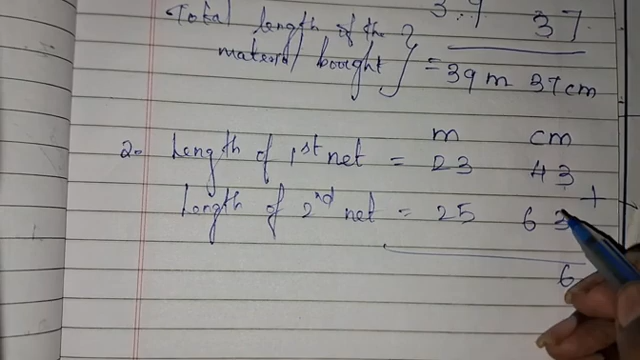 39 37
Total length of the
material bought } = 39 m 37 cm
m cm
2. Length of 1st net = 23 43
+
Length of 2nd net = 25 63
6